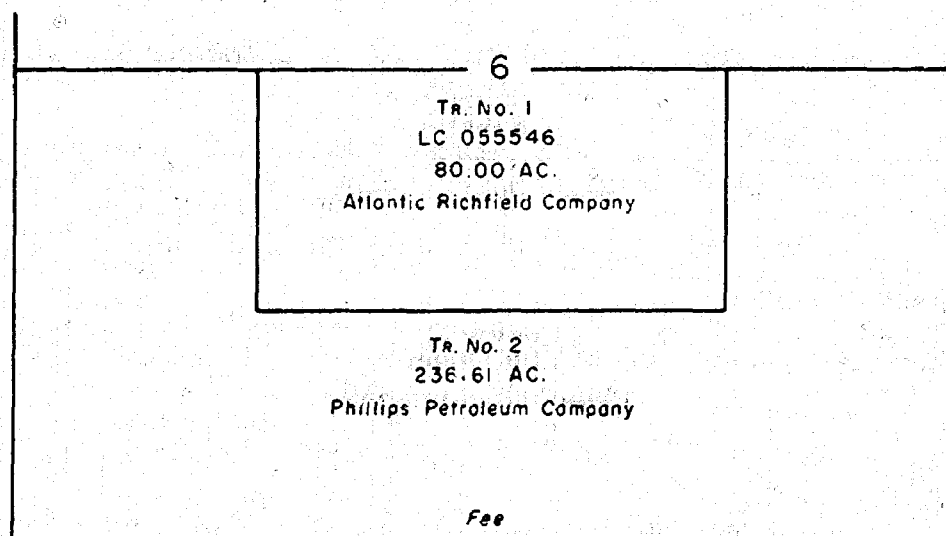 6
TR. NO. 1
LC 055546
80.00 AC.
Atlantic Richfield Company
TR. NO. 2
236.61 AC.
Phillips Petroleum Company
Fee